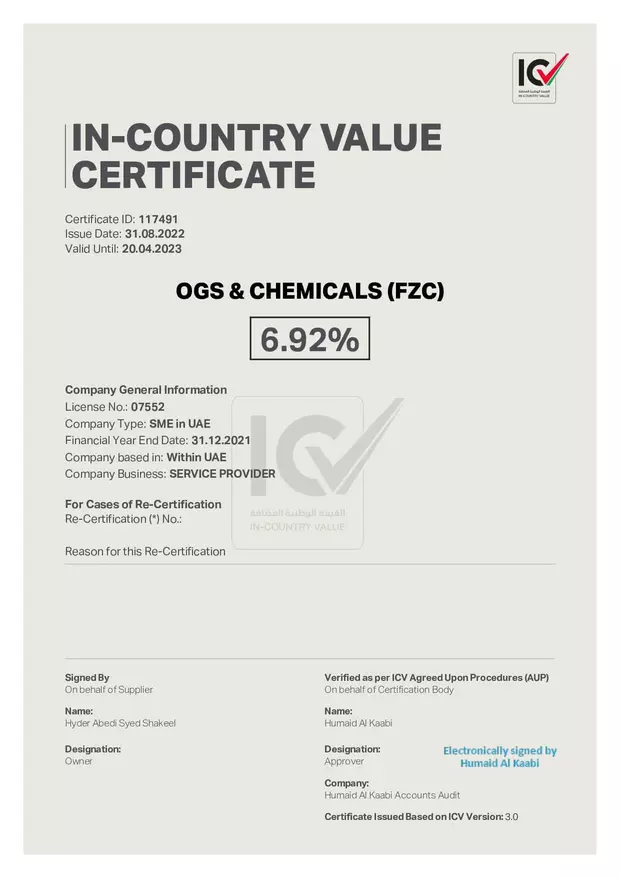 ICV
القيمة الوطنية المضافة
IN-COUNTRY VALUE
IN-COUNTRY VALUE
CERTIFICATE
Certificate ID: 117491
Issue Date: 31.08.2022
Valid Until: 20.04.2023
OGS & CHEMICALS (FZC)
6.92%
Company General Information
License No.: 07552
Company Type: SME in UAE
Financial Year End Date: 31.12.2021
Company based in: Within UAE
Company Business: SERVICE PROVIDER
ICV
القيمة الوطنية المضافة
IN-COUNTRY VALUE
For Cases of Re-Certification
Re-Certification (*) No.:
Reason for this Re-Certification
Signed By
On behalf of Supplier
Name:
Hyder Abedi Syed Shakeel
Designation:
Owner
Verified as per ICV Agreed Upon Procedures (AUP)
On behalf of Certification Body
Name:
Humaid Al Kaabi
Designation:
Approver
Electronically signed by
Humaid Al Kaabi
Company:
Humaid Al Kaabi Accounts Audit
Certificate Issued Based on ICV Version: 3.0